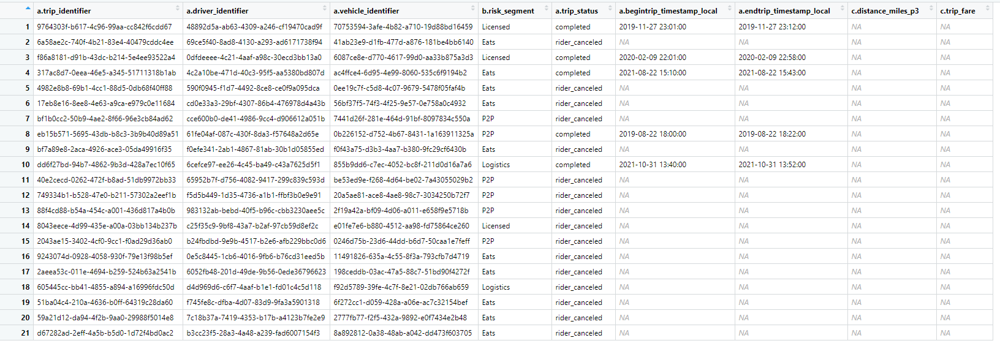 a.trip_identifier a.driver_identifier a.vehicle_identifier b.risk_segment a.trip_status a.begintrip_timestamp_local a.endtrip_timestamp_local c.distance_miles_p3 c.trip_fare
1 9764303f-b617-4c96-99aa-cc842f6cdd67 48892d5a-ab63-4309-a246-cf19470cad9f 70753594-3afe-4b82-a710-19d88bd16459 Licensed completed 2019-11-27 23:01:00 2019-11-27 23:12:00 NA NA
2 6a58ae2c-740f-4b21-83e4-40479cddc4ee 69ce5f40-8ad8-4130-a293-ad6171738f94 41ab23e9-d1fb-477d-a876-181be4bb6140 Eats rider_canceled NA NA NA NA
3 f86a8181-d91b-43dc-b214-5e4ee93522a4 0dfdeeee-4c21-4aaf-a98c-30ecd3bb13a0 6087ce8e-d770-4617-99d0-aa33b875a3d3 Licensed completed 2020-02-09 22:01:00 2020-02-09 22:58:00 NA NA
4 317ac8d7-0eea-46e5-a345-51711318b1ab 4c2a10be-471d-40c3-95f5-aa5380bd807d ac4ffce4-6d95-4e99-8060-535c6f9194b2 Eats completed 2021-08-22 15:10:00 2021-08-22 15:43:00 NA NA
5 4982e8b8-69b1-4cc1-88d5-0db68f40ff88 590f0945-f1d7-4492-8ce8-ce0f9a095dca 0ee19c7f-c5d8-4c07-9679-5478f05faf4b Eats rider_canceled NA NA NA NA
6 17eb8e16-8ee8-4e63-a9ca-e979c0e11684 cd0e33a3-29bf-4307-86b4-476978d4a43b 56bf37f5-74f3-4f25-9e57-0e758a0c4932 Eats rider_canceled NA NA NA NA
7 bf1b0cc2-50b9-4ae2-8f66-96e3cb84ad62 cce600b0-de41-4986-9cc4-d906612a051b 7441d26f-281e-464d-91bf-8097834c550a P2P rider_canceled NA NA NA NA
8 eb15b571-5695-43db-b8c3-3b9b40d89a51 61fe04af-087c-430f-8da3-f57648a2d65e 0b226152-d752-4b67-8431-1a163911325a P2P completed 2019-08-22 18:00:00 2019-08-22 18:22:00 NA NA
9 bf7a89e8-2aca-4926-ace3-05da49916f35 f0efe341-2ab1-4867-81ab-30b1d05855ed f0f43a75-d3b3-4aa7-b380-9fc29cf6430b Eats rider_canceled NA NA NA NA
10 dd6f27bd-94b7-4862-9b3d-428a7ec10f65 6cefce97-ee26-4c45-ba49-c43a7625d5f1 855b9dd6-c7ec-4052-bc8f-211d0d16a7a6 Logistics completed 2021-10-31 13:40:00 2021-10-31 13:52:00 NA NA
11 40e2cecd-0262-472f-b8ad-51db9972bb33 65952b7f-d756-4082-9417-299c839c593d be53ed9e-f268-4d64-be02-7a43055029b2 P2P rider_canceled NA NA NA NA
12 749334b1-b528-47e0-b211-57302a2eef1b f5d5b449-1d35-4736-a1b1-ffbf3b0e9e91 20a5ae81-ace8-4ae8-98c7-3034250b72f7 P2P rider_canceled NA NA NA NA
13 88f4cd88-b54a-454c-a001-436d817a4b0b 983132ab-bebd-40f5-b96c-cbb3230aee5c 2f19a42a-bf09-4d06-a011-e658f9e5718b P2P rider_canceled NA NA NA NA
14 8043eece-4d99-435e-a00a-03bb134b237b c25f35c9-9bf8-43a7-b2af-97cb59d8ef2c e01fe7e6-b880-4512-aa98-fd75864ce260 Licensed rider_canceled NA NA NA NA
15 2043ae15-3402-4cf0-9cc1-f0ad29d36ab0 b24fbdbd-9e9b-4517-b2e6-afb229bbc0d6 0246d75b-23d6-44dd-b6d7-50caa1e7feff P2P rider_canceled NA NA NA NA
16 9243074d-0928-4058-930f-79e13f98b5ef 0e5c8445-1cb6-4016-9fb6-b76cd31eed5b 11491826-635a-4c55-8f3a-793cfb7d4719 Eats rider_canceled NA NA NA NA
17 2aeea53c-011e-4694-b259-524b63a2541b 6052fb48-201d-49de-9b56-0ede36796623 198ceddb-03ac-47a5-88c7-51bd90f4272f Eats rider_canceled NA NA NA NA
18 605445cc-bb41-4855-a894-a16996fdc50d d4d969d6-c6f7-4aaf-b1e1-fd01c4c5d118 f92d5789-39fe-4c7f-8e21-02db766ab659 Logistics rider_canceled NA NA NA NA
19 51ba04c4-210a-4636-b0ff-64319c28da60 f745fe8c-dfba-4d07-83d9-9fa3a5901318 6f272cc1-d059-428a-a06e-ac7c32154bef Eats rider_canceled NA NA NA NA
20 59a21d12-da94-4f2b-9aa0-29988f5014e8 7c18b37a-7419-4353-b17b-a4123b7fe2e9 2777fb77-f2f5-432a-9892-e0f7434e2b48 Eats rider_canceled NA NA NA NA
21 d67282ad-2eff-4a5b-b5d0-1d72f4bd0ac2 b3cc23f5-28a3-4a48-a239-fad6007154f3 8a892812-0a38-48ab-a042-dd473f603705 Eats rider_canceled NA NA NA NA